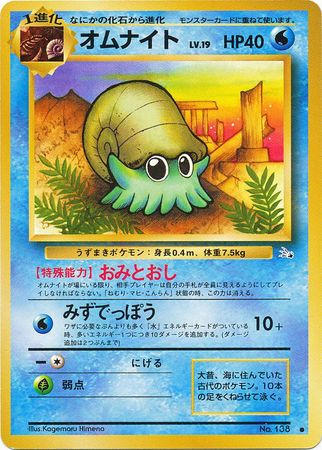 1進化
なにかの化石から進化
モンスターカードに重ねて使います。
オムナイト LV.19 HP40
うずまきポケモン：身長0.4m、体重7.5kg
【特殊能力】おみとおし
オムナイトが場にいる限り、相手プレイヤーは自分の手札が全員に見えるようにしてプレイしなければならない。「ねむり・マヒ・こんらん」状態の時、この力は消える。
みずでっぽう 10+
ワザに必要なぶんよりも多く「水」エネルギーカードがついている時、多いエネルギー1つにつき10ダメージを追加する。(ダメージ追加は2つぶんまで)
にげる
弱点
大昔、海に住んでいた
古代のポケモン。10本
の足をくねらせて泳ぐ。
Illus.Kagemaru Himeno
No. 138